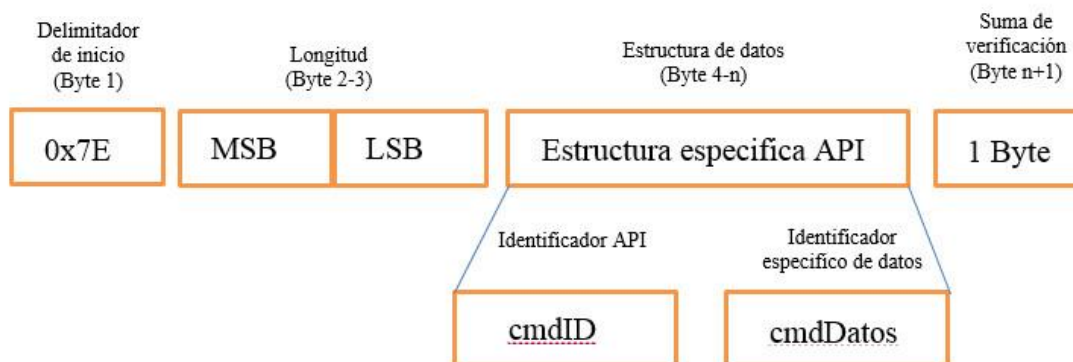 Delimitador
de inicio
(Byte 1)
Longitud
(Byte 2-3)
Estructura de datos
(Byte 4-n)
Suma de
verificación
(Byte n+1)
0x7E
MSB
LSB
Estructura especifica API
1 Byte
Identificador API
Identificador
especifico de datos
cmdID
cmdDatos